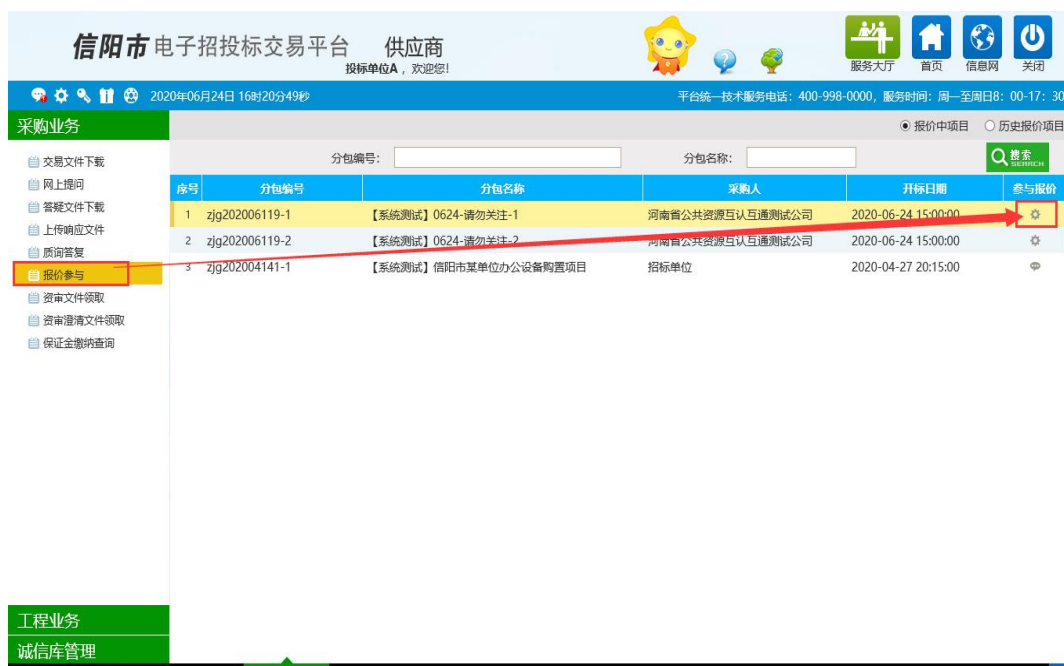 信阳市电子招投标交易平台 供应商
投标单位A，欢迎您!
服务大厅 首页 信息网 关闭
2020年06月24日 16时20分49秒 平台统一技术服务电话：400-998-0000，服务时间：周一至周日8：00-17：30
采购业务
报价中项目 历史报价项目
分包编号： 分包名称： 搜索 SEARCH
交易文件下载
网上提问
答疑文件下载
上传响应文件
质询答复
报价参与
资审文件领取
资审澄清文件领取
保证金缴纳查询
序号 分包编号 分包名称 采购人 开标日期 参与报价
1 zjg202006119-1 【系统测试】0624-请勿关注-1 河南省公共资源互认互通测试公司 2020-06-24 15:00:00
2 zjg202006119-2 【系统测试】0624-请勿关注-2 河南省公共资源互认互通测试公司 2020-06-24 15:00:00
3 zjg202004141-1 【系统测试】信阳市某单位办公设备购置项目 招标单位 2020-04-27 20:15:00
工程业务
诚信库管理